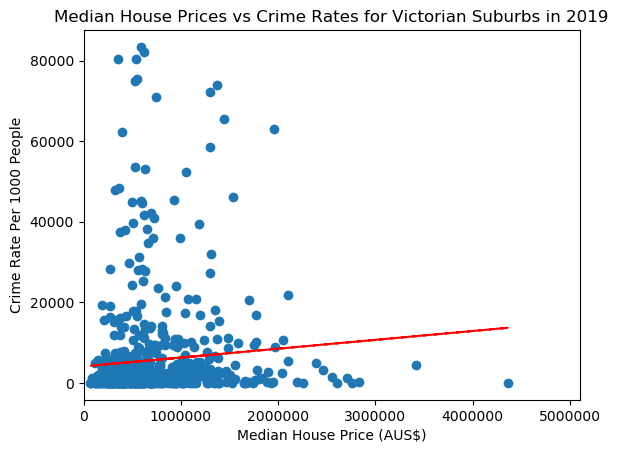 Median House Prices vs Crime Rates for Victorian Suburbs in 2019
80000
60000
40000
20000
0
Crime Rate Per 1000 People
0 1000000 2000000 3000000 4000000 5000000
Median House Price (AUS$)